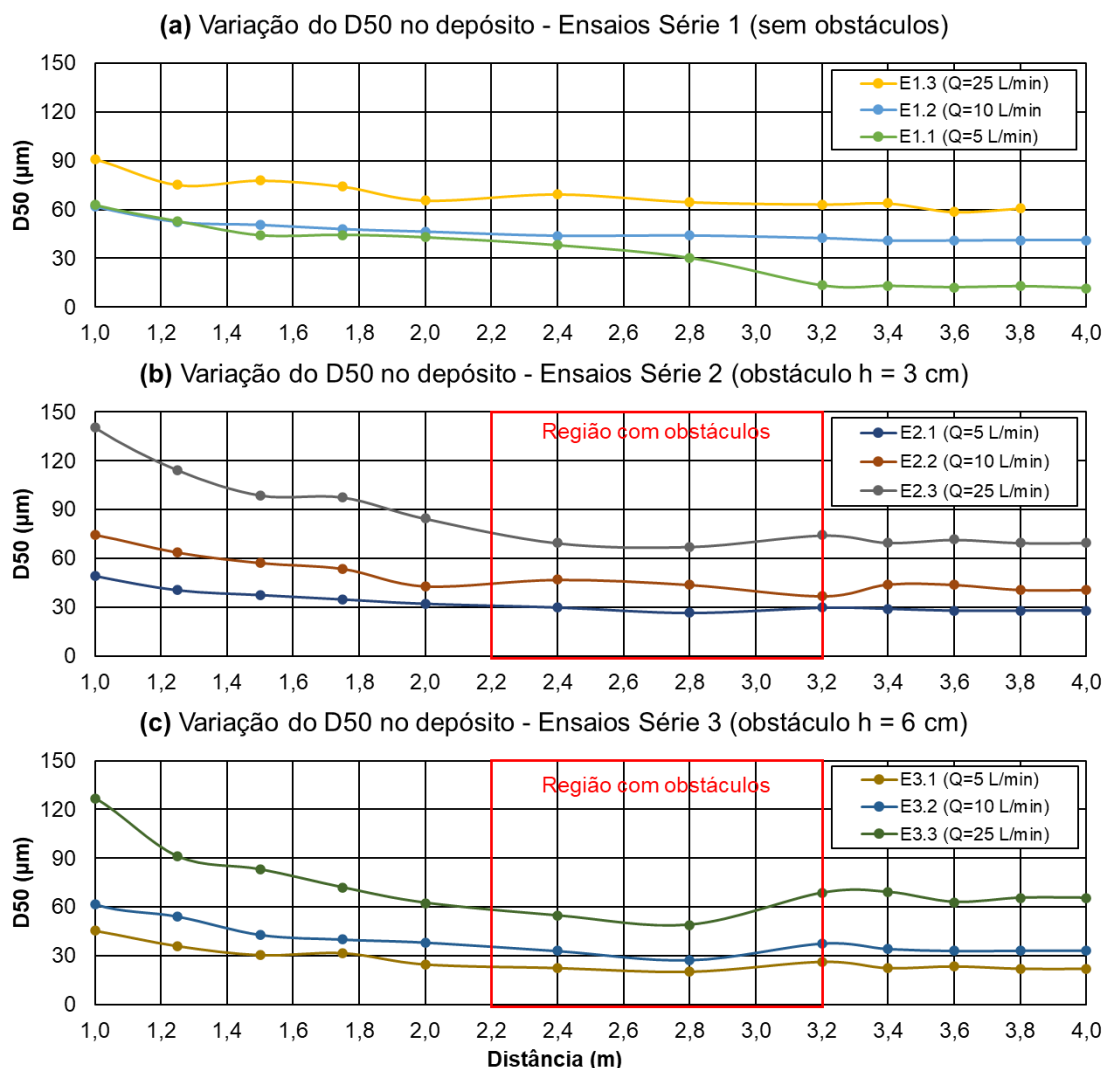 (a) Variação do D50 no depósito - Ensaios Série 1 (sem obstáculos)
150
120
90
60
30
0
D50 (µm)
E1.3 (Q=25 L/min)
E1.2 (Q=10 L/min
E1.1 (Q=5 L/min)
1,0 1,2 1,4 1,6 1,8 2,0 2,2 2,4 2,6 2,8 3,0 3,2 3,4 3,6 3,8 4,0
(b) Variação do D50 no depósito - Ensaios Série 2 (obstáculo h = 3 cm)
150
120
90
60
30
0
D50 (µm)
Região com obstáculos
E2.1 (Q=5 L/min)
E2.2 (Q=10 L/min)
E2.3 (Q=25 L/min)
1,0 1,2 1,4 1,6 1,8 2,0 2,2 2,4 2,6 2,8 3,0 3,2 3,4 3,6 3,8 4,0
(c) Variação do D50 no depósito - Ensaios Série 3 (obstáculo h = 6 cm)
150
120
90
60
30
0
D50 (µm)
Região com obstáculos
E3.1 (Q=5 L/min)
E3.2 (Q=10 L/min)
E3.3 (Q=25 L/min)
1,0 1,2 1,4 1,6 1,8 2,0 2,2 2,4 2,6 2,8 3,0 3,2 3,4 3,6 3,8 4,0
Distância (m)